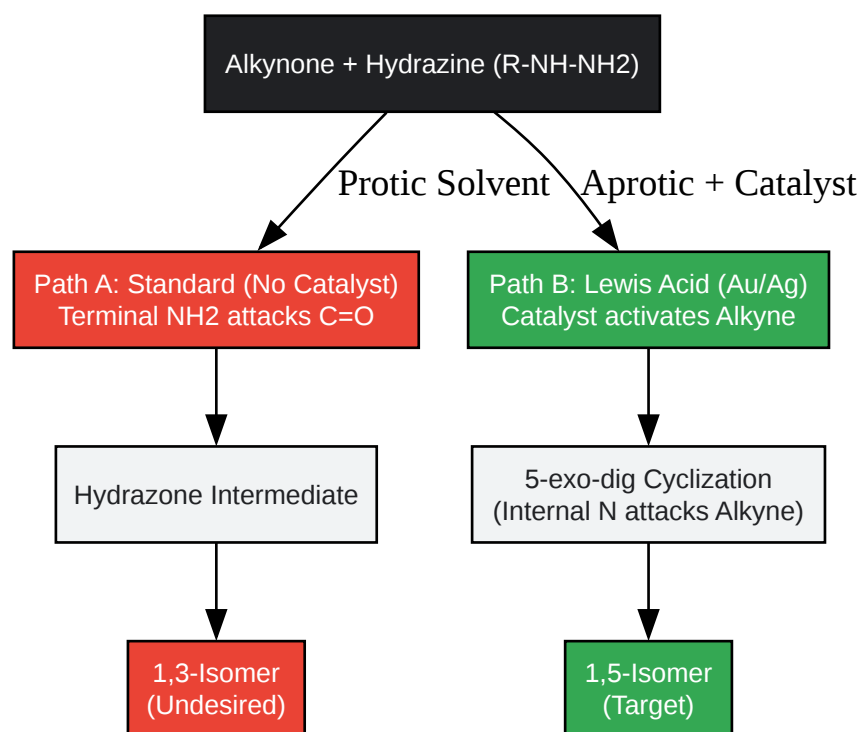 Alkynone + Hydrazine (R-NH-NH2)
Protic Solvent
Aprotic + Catalyst
Path A: Standard (No Catalyst)
Terminal NH2 attacks C=O
Path B: Lewis Acid (Au/Ag)
Catalyst activates Alkyne
Hydrazone Intermediate
5-exo-dig Cyclization
(Internal N attacks Alkyne)
1,3-Isomer
(Undesired)
1,5-Isomer
(Target)